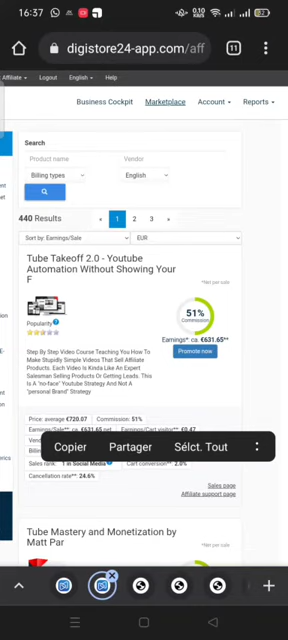 16:37
0,10
KB/S
digistore24-app.com/aff
11
Affiliate
Logout
English
Help
Business Cockpit
Marketplace
Account
Reports
Search
Product name
Vendor
Billing types
English
440 Results
«
1
2
3
»
Sort by: Earnings/Sale
EUR
Tube Takeoff 2.0 - Youtube
Automation Without Showing Your
F
*Net per sale
51%
Commission
Popularity
Earnings*: ca. €631.65**
Promote now
Step By Step Video Course Teaching You How To
Make Stupidly Simple Videos That Sell Affiliate
Products. Each Video Is Kinda Like An Expert
Salesman Selling Products Or Getting Leads. This
Is A "no-face" Youtube Strategy And Not A
"personal Brand" Strategy
Price: average €720.07
Commission: 51%
Earnings/Sale**: ca. €631.65 net
Earnings/Cart visitor**: €0.47
Copier
Partager
Sélct. Tout
Sales rank: 1 in Social Media
Cart conversion**: 2.0%
Cancellation rate**: 24.6%
Sales page
Affiliate support page
Tube Mastery and Monetization by
Matt Par
*Net per sale